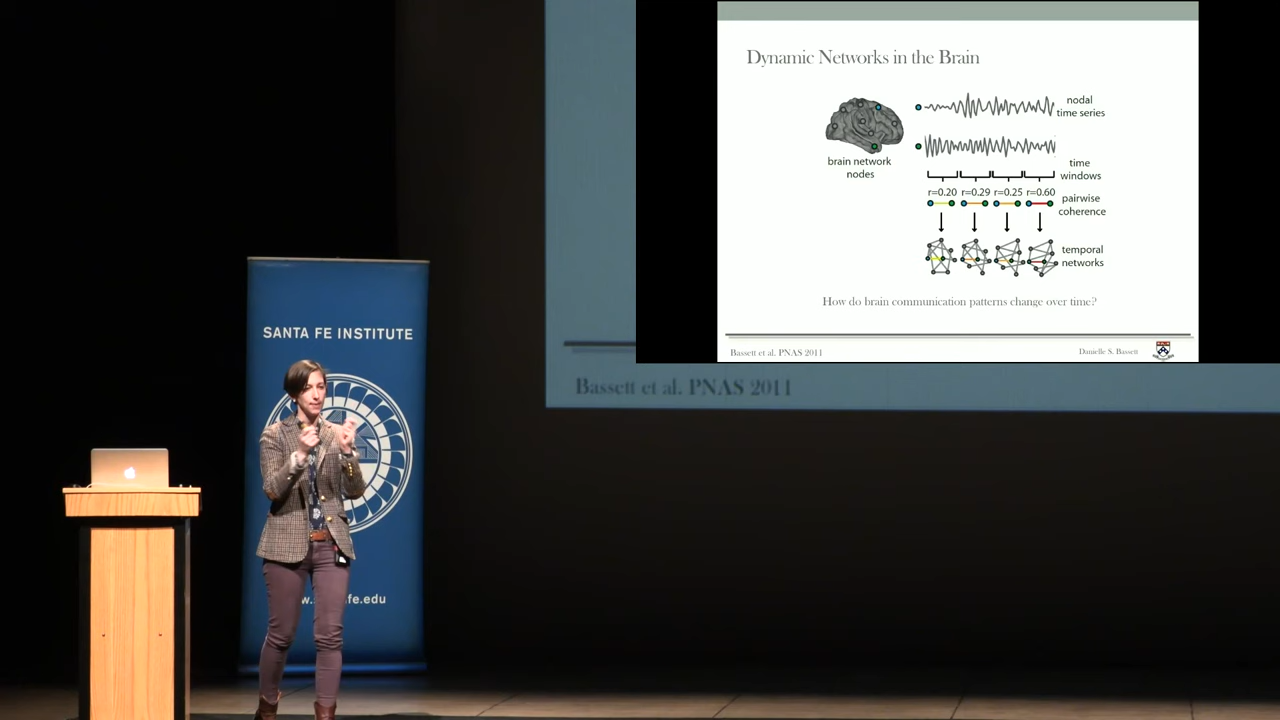 Dynamic Networks in the Brain
nodal
time series
brain network
nodes
time
windows
r=0.20 r=0.29 r=0.25 r=0.60
pairwise
coherence
temporal
networks
How do brain communication patterns change over time?
Bassett et al. PNAS 2011
Danielle S. Bassett
Bassett et al. PNAS 2011
SANTA FE INSTITUTE
fe.edu